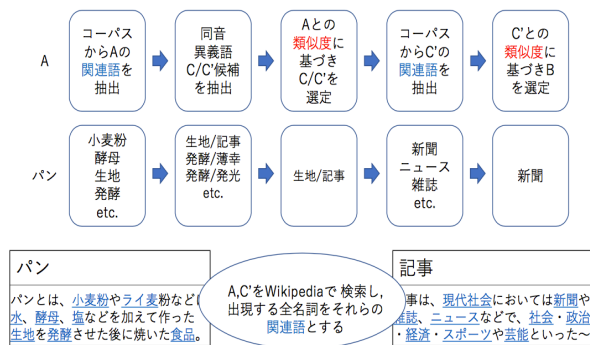 A
コーパス
からAの
関連語を
抽出
同音
異義語
C/C'候補
を抽出
Aとの
類似度に
基づき
C/C'を
選定
コーパス
からC'の
関連語を
抽出
C'との
類似度に
基づきB
を選定
パン
小麦粉
酵母
生地
発酵
etc.
生地/記事
発酵/薄幸
発酵/発光
etc.
生地/記事
新聞
ニュース
雑誌
etc.
新聞
パン
パンとは、小麦粉やライ麦粉などに
水、酵母、塩などを加えて作った
生地を発酵させた後に焼いた食品。
A,C'をWikipediaで 検索し,
出現する全名詞をそれらの
関連語とする
記事
事は、現代社会においては新聞や
雑誌、ニュースなどで、社会・政治
・経済・スポーツや芸能といった〜